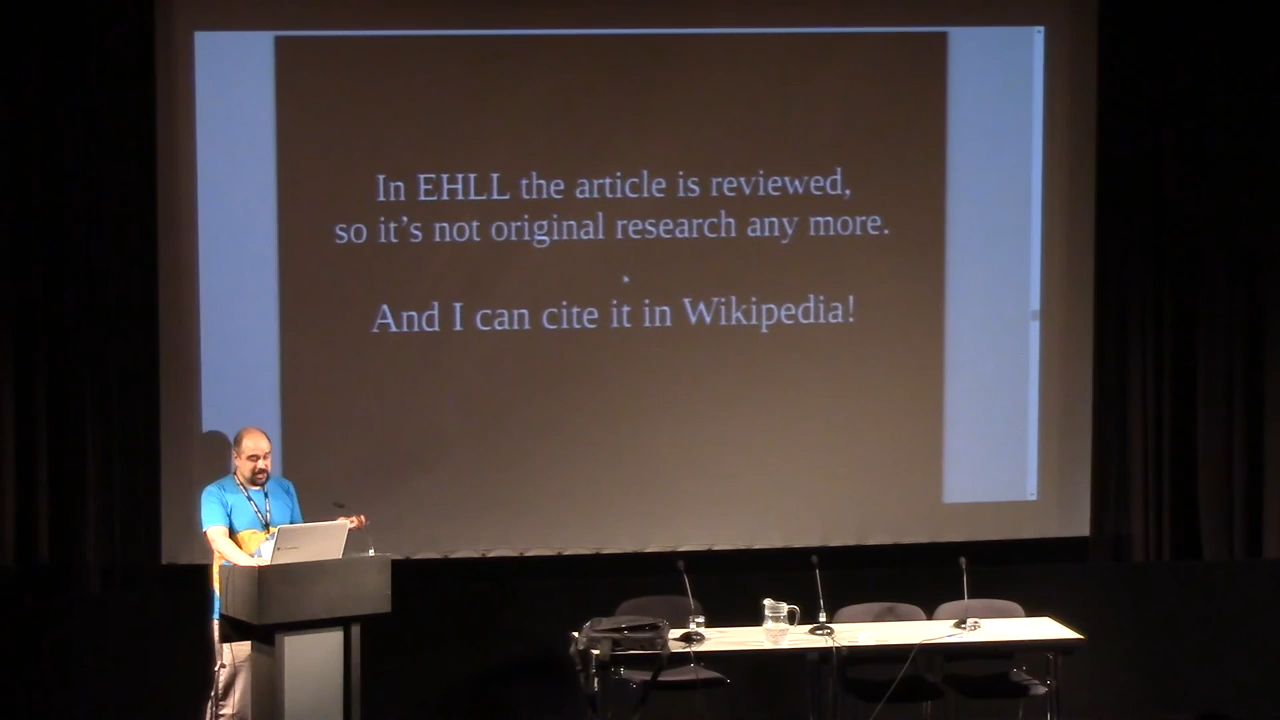 In EHLL the article is reviewed,
so it’s not original research any more.
And I can cite it in Wikipedia!